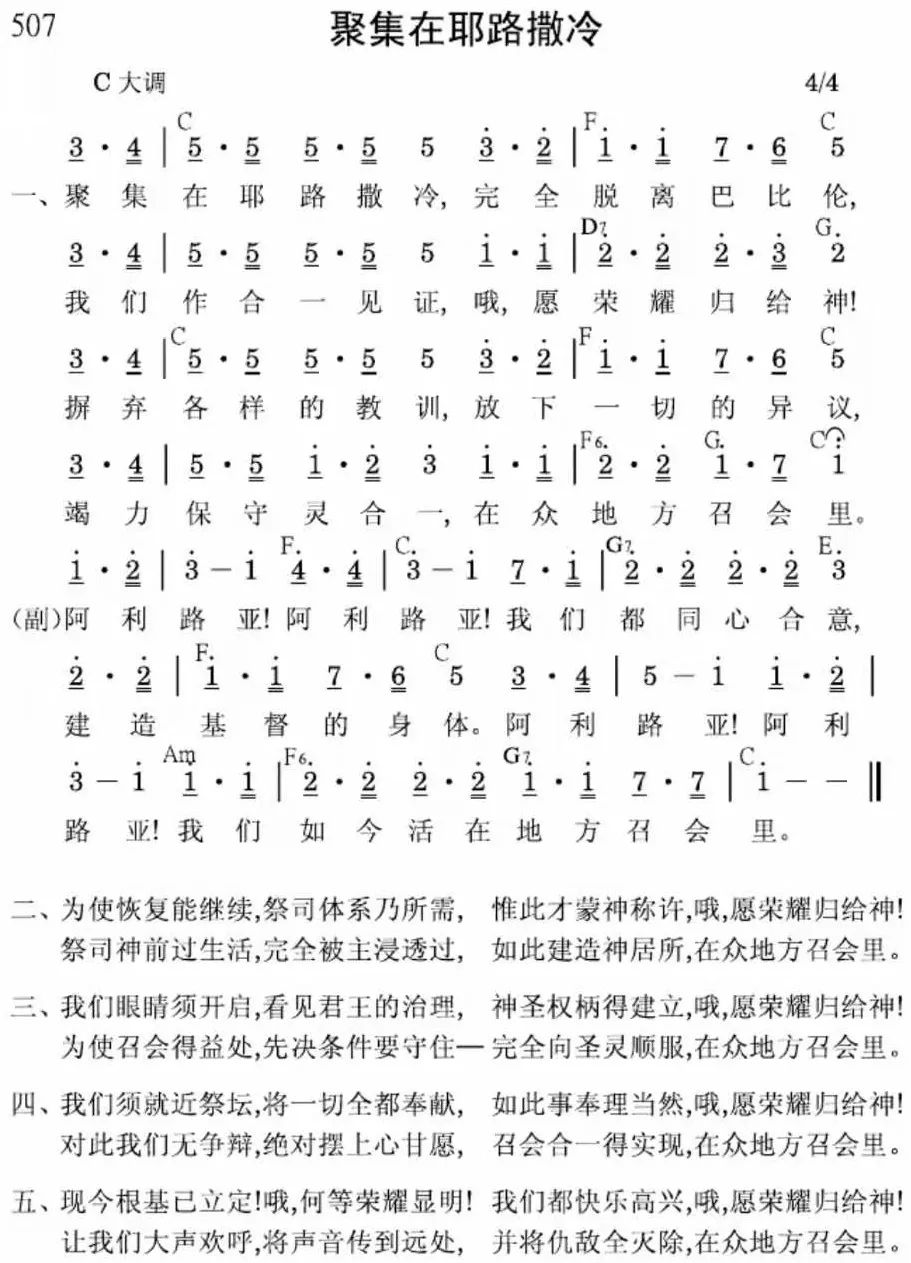 507
聚集在耶路撒冷
C 大调 4/4
C F C
3 · 4 | 5 · 5 5 · 5 5 3̇ · 2̇ | 1̇ · 1̇ 7 · 6 5
一、聚集在耶路撒冷,完全脱离巴比伦,
D7 G
3 · 4 | 5 · 5 5 · 5 5 1̇ · 1̇ | 2̇ · 2̇ 2̇ · 3̇ 2̇
我们作合一见证,哦,愿荣耀归给神!
C F C
3 · 4 | 5 · 5 5 · 5 5 3̇ · 2̇ | 1̇ · 1̇ 7 · 6 5
摒弃各样的教训,放下一切的异议,
F6 G C
3 · 4 | 5 · 5 1̇ · 2̇ 3̇ 1̇ · 1̇ | 2̇ · 2̇ 1̇ · 7 1̇
竭力保守灵合一,在众地方召会里。
F C G7 E
1̇ · 2̇ | 3̇ – 1̇ 4̇ · 4̇ | 3̇ – 1̇ 7 · 1̇ | 2̇ · 2̇ 2̇ · 2̇ 3̇
(副)阿利路亚!阿利路亚!我们都同心合意,
F C
2̇ · 2̇ | 1̇ · 1̇ 7 · 6 5 3 · 4 | 5 – 1̇ 1̇ · 2̇ |
建造基督的身体。阿利路亚!阿利
Am F6 G7 C
3̇ – 1̇ 1̇ · 1̇ | 2̇ · 2̇ 2̇ · 2̇ 1̇ · 1̇ 7 · 7 | 1̇ – – ‖
路亚!我们如今活在地方召会里。
二、为使恢复能继续,祭司体系乃所需, 惟此才蒙神称许,哦,愿荣耀归给神!
祭司神前过生活,完全被主浸透过, 如此建造神居所,在众地方召会里。
三、我们眼睛须开启,看见君王的治理, 神圣权柄得建立,哦,愿荣耀归给神!
为使召会得益处,先决条件要守住— 完全向圣灵顺服,在众地方召会里。
四、我们须就近祭坛,将一切全都奉献, 如此事奉理当然,哦,愿荣耀归给神!
对此我们无争辩,绝对摆上心甘愿, 召会合一得实现,在众地方召会里。
五、现今根基已立定!哦,何等荣耀显明! 我们都快乐高兴,哦,愿荣耀归给神!
让我们大声欢呼,将声音传到远处, 并将仇敌全灭除,在众地方召会里。